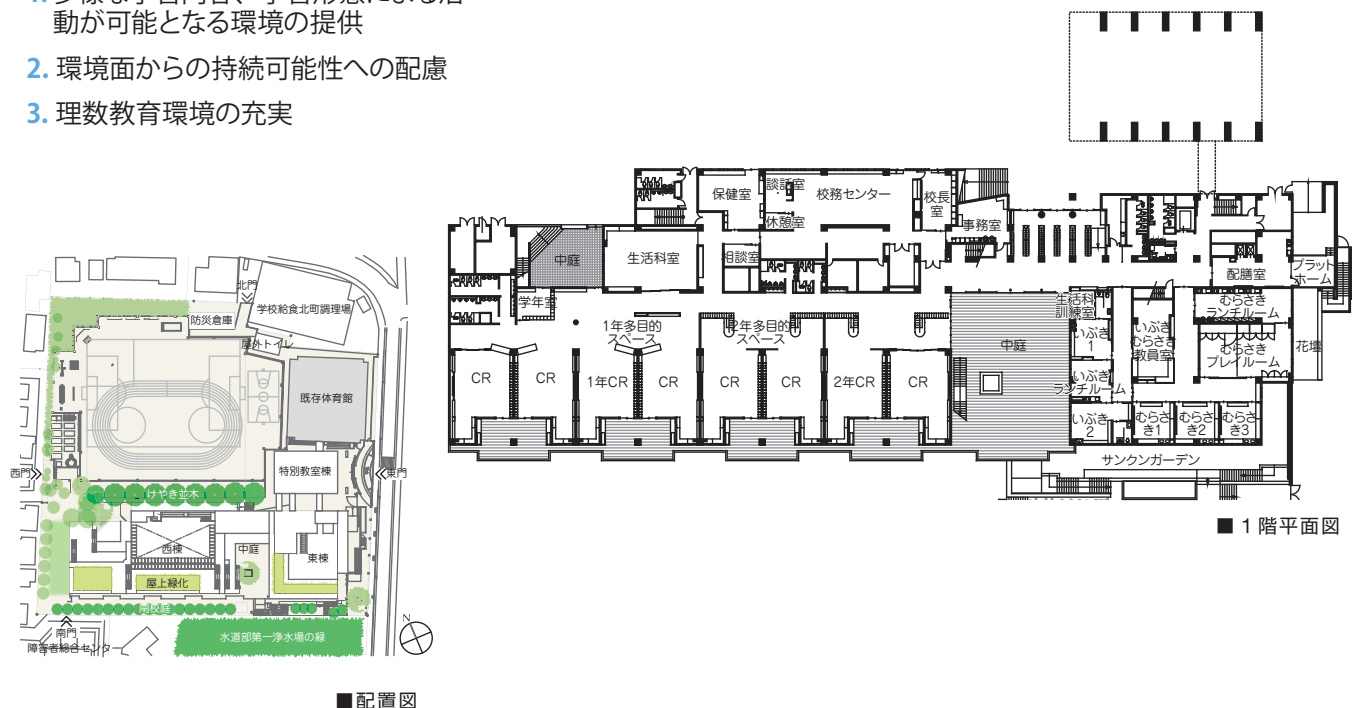 動が可能となる環境の提供
2. 環境面からの持続可能性への配慮
3. 理数教育環境の充実
保健室
談話室
休憩室
校務センター
校長
室
事務室
中庭
生活科室
相談室
学年室
1年多目的
スペース
2年多目的
スペース
CR
CR
1年CR
CR
CR
CR
2年CR
CR
中庭
生活科
訓練室
いぶき
1
いぶき
ランチルーム
いぶき
2
いぶき
むらさき
教員室
配膳室
プラット
ホーム
むらさき
ランチルーム
むらさき
プレイルーム
花壇
むらさ
き1
むらさ
き2
むらさ
き3
サンクンガーデン
■ 1 階平面図
北門
学校給食北町調理場
防災倉庫
屋外トイレ
既存体育館
西門
特別教室棟
東門
けやき並木
西棟
中庭
東棟
屋上緑化
南校庭
南門
障害者総合センター
水道部第一浄水場の緑
N
■配置図